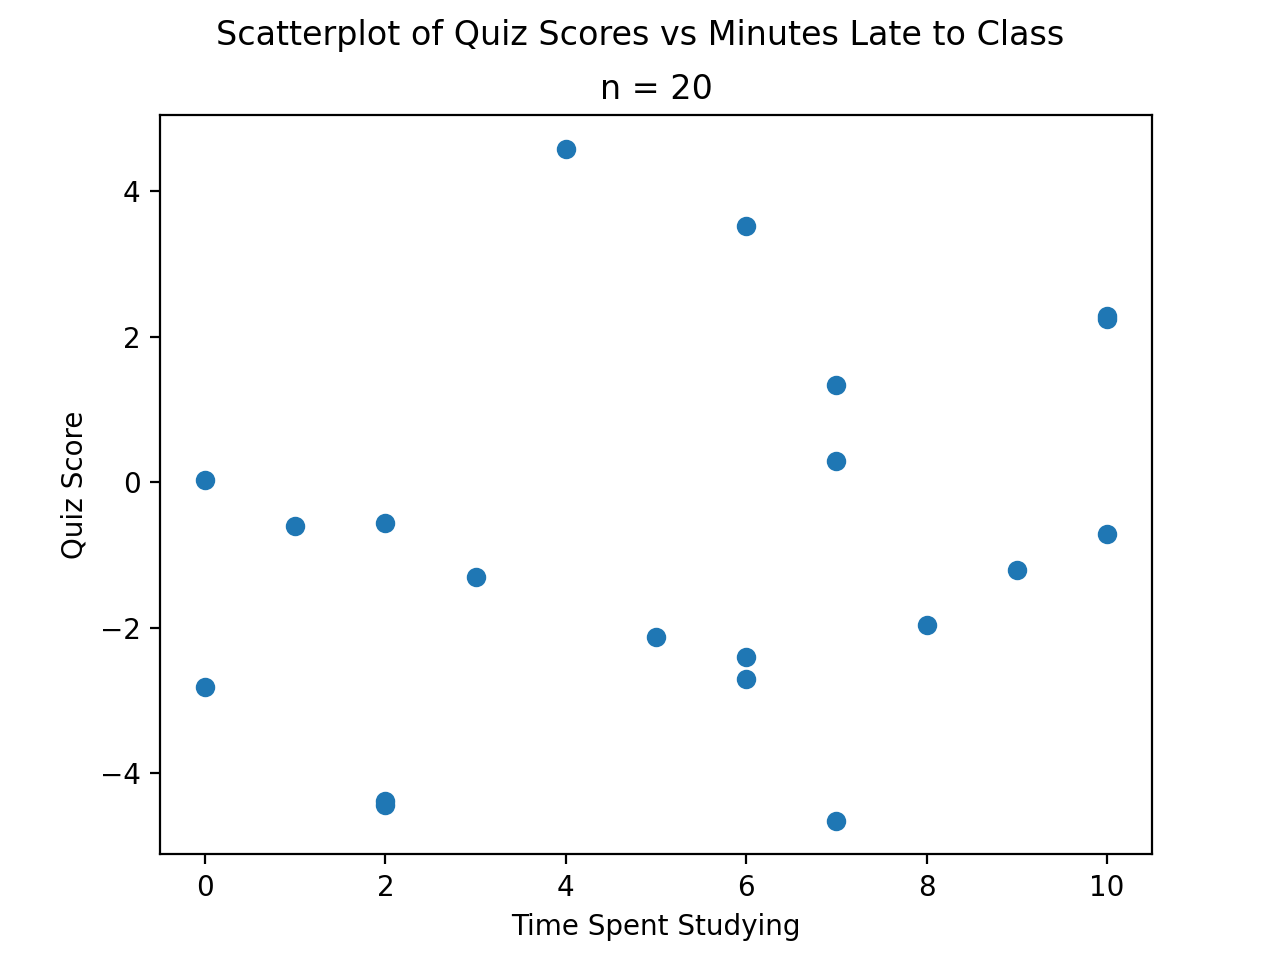 Scatterplot of Quiz Scores vs Minutes Late to Class
n = 20
4
2
0
−2
−4
Quiz Score
0 2 4 6 8 10
Time Spent Studying